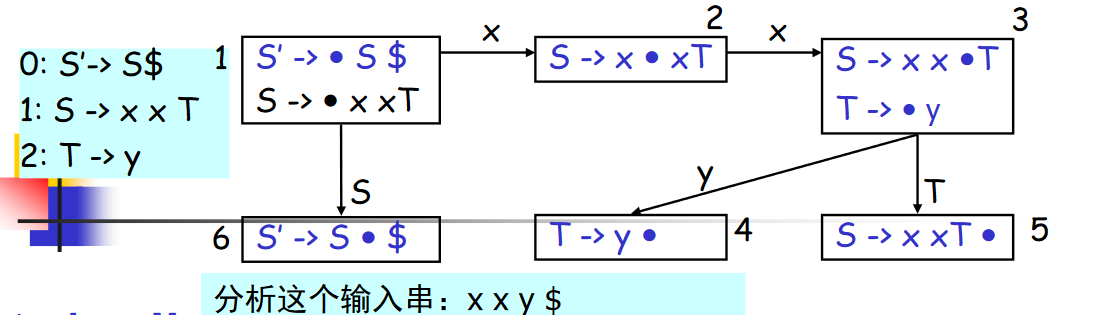 0: S'-> S$
1: S -> x x T
2: T -> y
1
S' -> • S $
S -> • x xT
x
2
S -> x • xT
x
3
S -> x x •T
T -> • y
S
y
T
6
S' -> S • $
T -> y •
4
S -> x xT •
5
分析这个输入串：x x y $